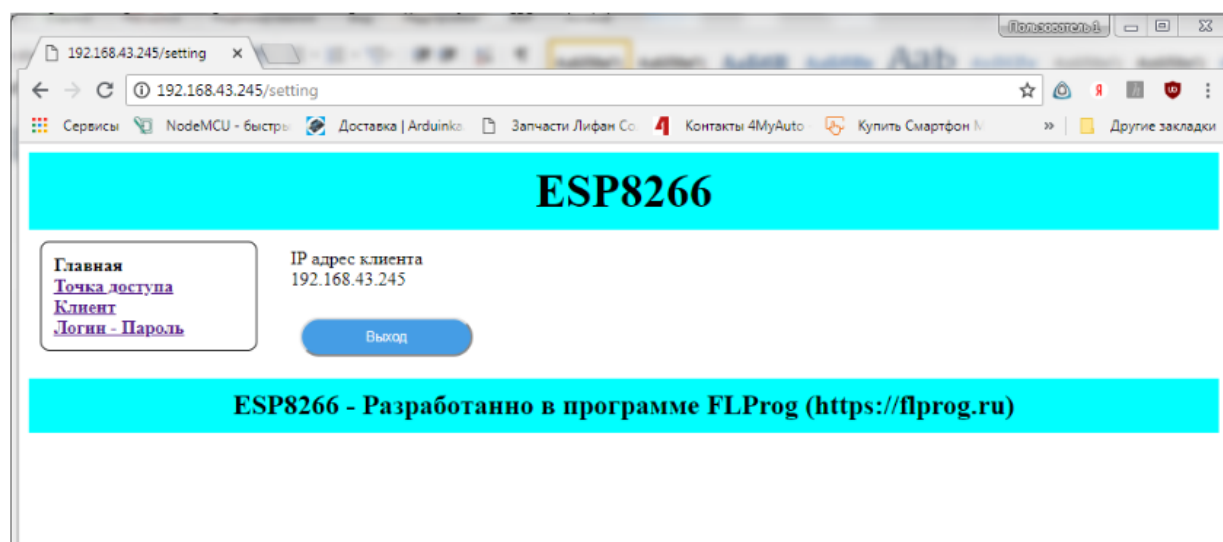 Пользователь 1
192.168.43.245/setting
192.168.43.245/setting
Сервисы
NodeMCU - быстры
Доставка | Arduinka
Запчасти Лифан Со
Контакты 4MyAuto
Купить Смартфон
»
Другие закладки
ESP8266
Главная
Точка доступа
Клиент
Логин - Пароль
IP адрес клиента
192.168.43.245
Выход
ESP8266 - Разработанно в программе FLProg (https://flprog.ru)